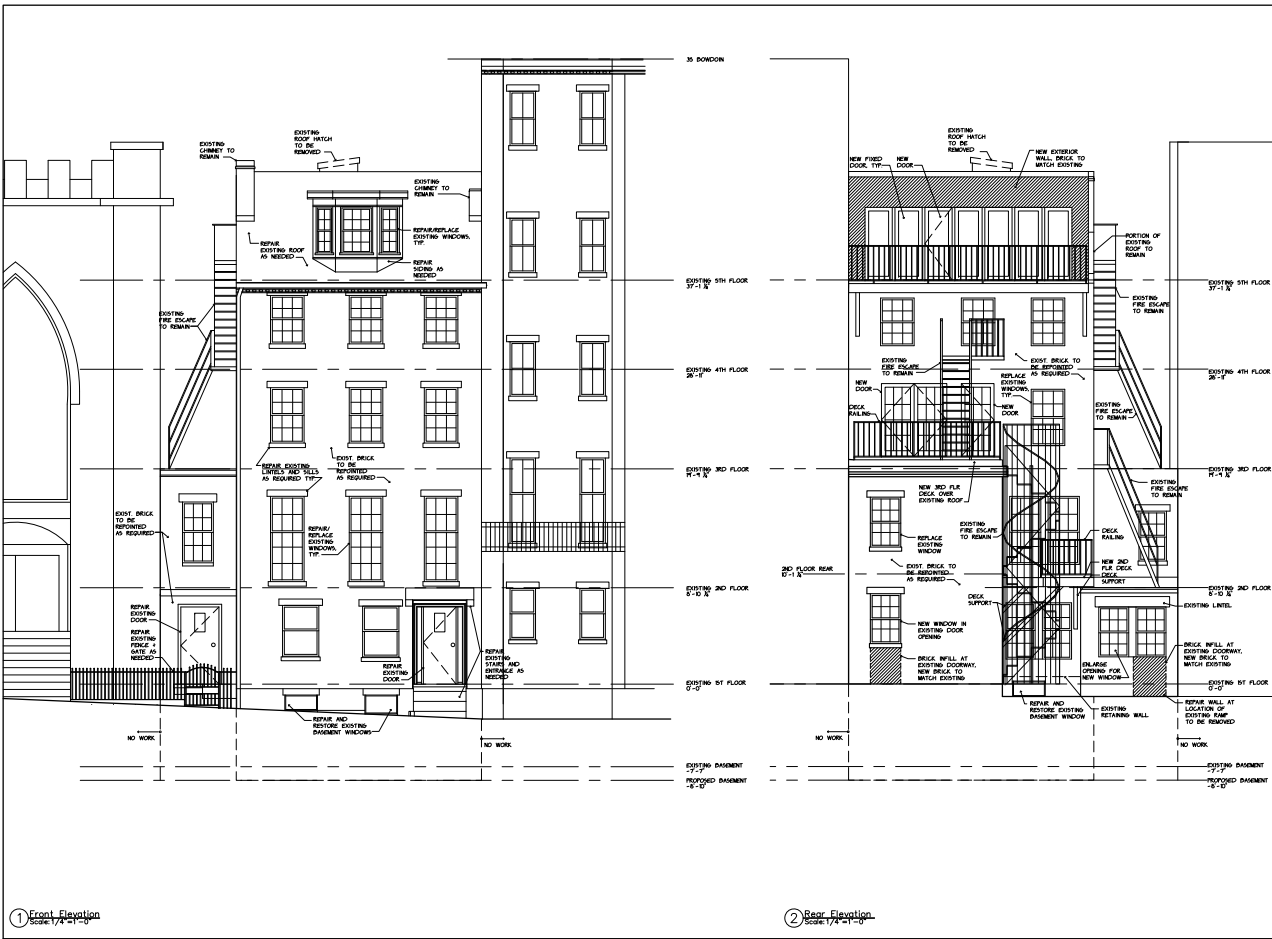 35 BOWDOIN
EXISTING
ROOF HATCH
TO BE
REMOVED
EXISTING
CHIMNEY TO
REMAIN
EXISTING
CHIMNEY TO
REMAIN
REPAIR/REPLACE
EXISTING WINDOWS,
TYP.
REPAIR
EXISTING ROOF
AS NEEDED
REPAIR
SIDING AS
NEEDED
EXISTING 5TH FLOOR
EXISTING
FIRE ESCAPE
TO REMAIN
EXISTING 4TH FLOOR
EXIST. BRICK
TO BE
REPOINTED
AS REQUIRED
REPAIR EXISTING
LINTELS AND SILLS
AS REQUIRED TYP.
EXISTING 3RD FLOOR
EXIST. BRICK
TO BE
REPOINTED
AS REQUIRED
REPAIR/
REPLACE
EXISTING
WINDOWS,
TYP.
EXISTING 2ND FLOOR
REPAIR
EXISTING
DOOR
REPAIR
EXISTING
FENCE +
GATE AS
NEEDED
REPAIR
EXISTING
DOOR
REPAIR
EXISTING
STAIRS AND
ENTRANCE AS
NEEDED
EXISTING 1ST FLOOR
0'-0"
REPAIR AND
RESTORE EXISTING
BASEMENT WINDOWS
NO WORK
NO WORK
EXISTING BASEMENT
-7'-7"
PROPOSED BASEMENT
1 Front Elevation
Scale: 1/4"=1'-0"
EXISTING
ROOF HATCH
TO BE
REMOVED
NEW FIXED
DOOR, TYP.
NEW
DOOR
NEW EXTERIOR
WALL, BRICK TO
MATCH EXISTING
PORTION OF
EXISTING
ROOF TO
REMAIN
EXISTING 5TH FLOOR
EXISTING
FIRE ESCAPE
TO REMAIN
EXISTING
FIRE ESCAPE
TO REMAIN
EXIST. BRICK TO
BE REPOINTED
AS REQUIRED
EXISTING 4TH FLOOR
NEW
DOOR
REPLACE
EXISTING
WINDOWS,
TYP.
DECK
RAILING
NEW
DOOR
EXISTING
FIRE ESCAPE
TO REMAIN
EXISTING 3RD FLOOR
NEW 3RD FLR
DECK OVER
EXISTING ROOF
EXISTING
FIRE ESCAPE
TO REMAIN
EXISTING
FIRE ESCAPE
TO REMAIN
REPLACE
EXISTING
WINDOW
DECK
RAILING
2ND FLOOR REAR
EXIST. BRICK TO
BE REPOINTED
AS REQUIRED
NEW 2ND
FLR DECK
DECK
SUPPORT
EXISTING 2ND FLOOR
DECK
SUPPORT
EXISTING LINTEL
NEW WINDOW IN
EXISTING DOOR
OPENING
BRICK INFILL AT
EXISTING DOORWAY,
NEW BRICK TO
MATCH EXISTING
ENLARGE
OPENING FOR
NEW WINDOW
BRICK INFILL AT
EXISTING DOORWAY,
NEW BRICK TO
MATCH EXISTING
EXISTING 1ST FLOOR
0'-0"
REPAIR AND
RESTORE EXISTING
BASEMENT WINDOW
EXISTING
RETAINING WALL
REPAIR WALL AT
LOCATION OF
EXISTING RAMP
TO BE REMOVED
NO WORK
NO WORK
EXISTING BASEMENT
-7'-7"
PROPOSED BASEMENT
2 Rear Elevation
Scale: 1/4"=1'-0"